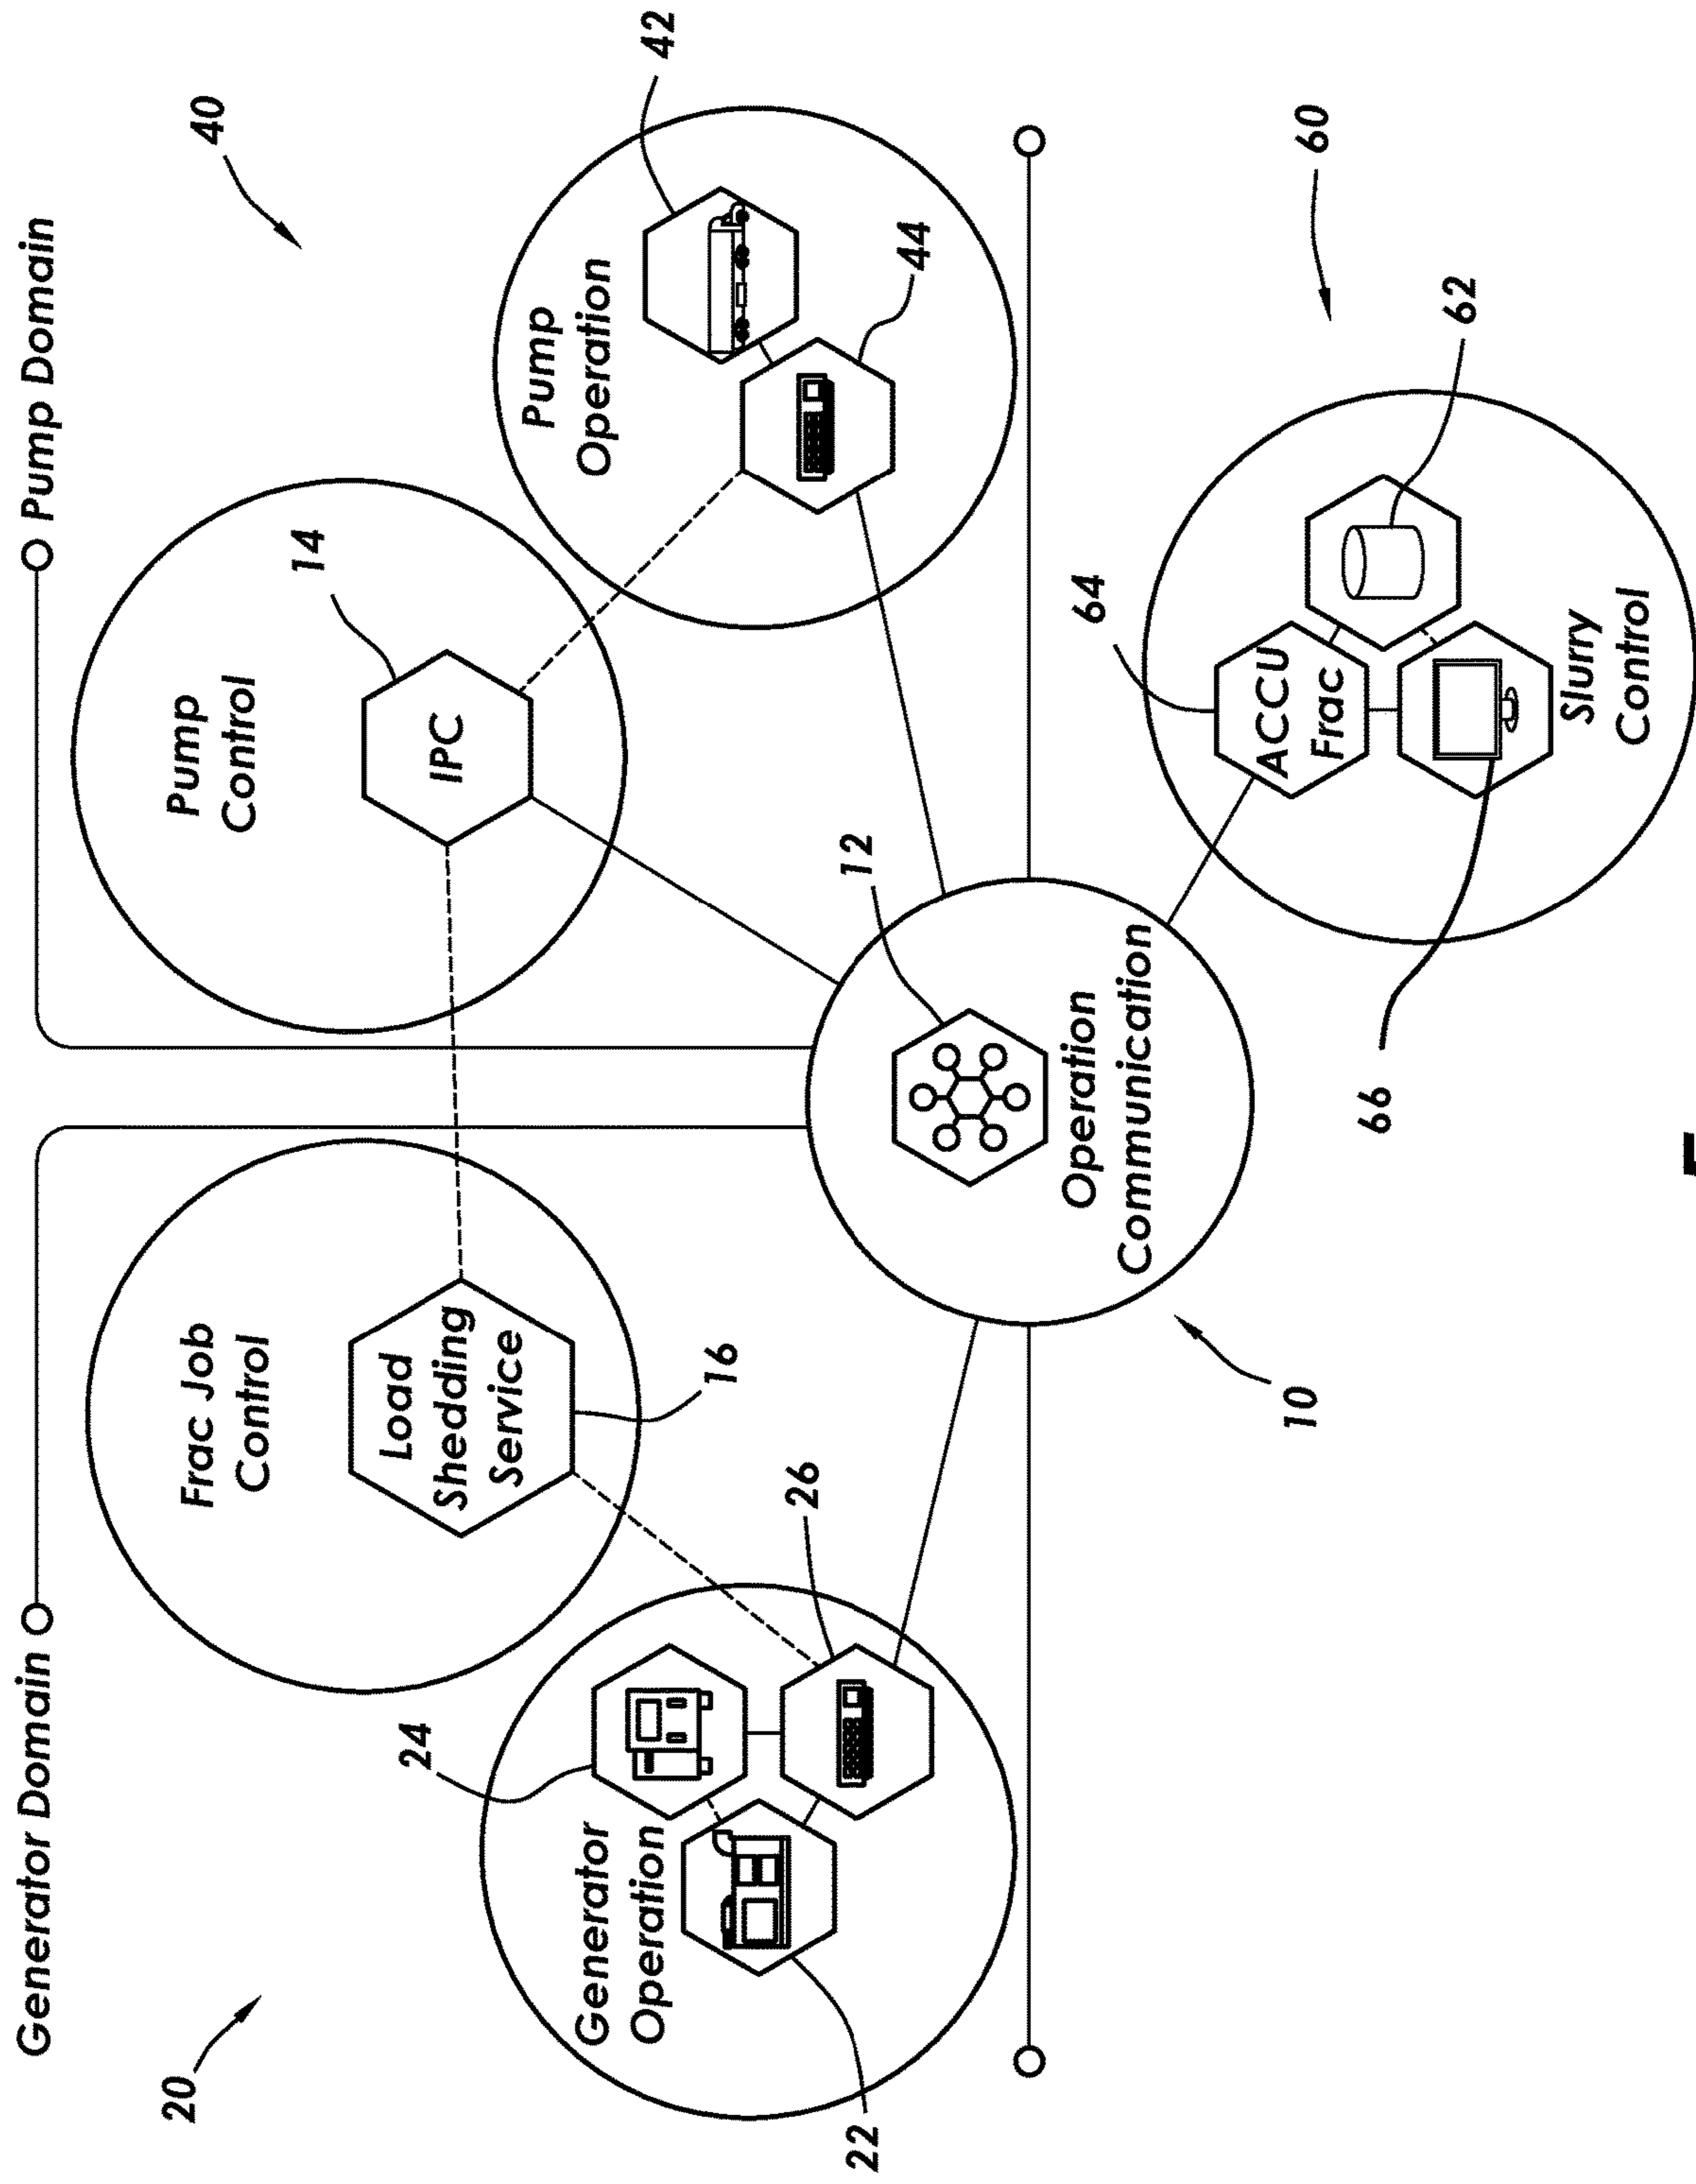 Generator Domain
Pump Domain
20
40
Frac Job
Control
Load
Shedding
Service
16
Pump
Control
14
IPC
Generator
Operation
24
26
22
Pump
Operation
42
44
12
Operation
Communication
10
60
64
62
ACCU
Frac
66
Slurry
Control